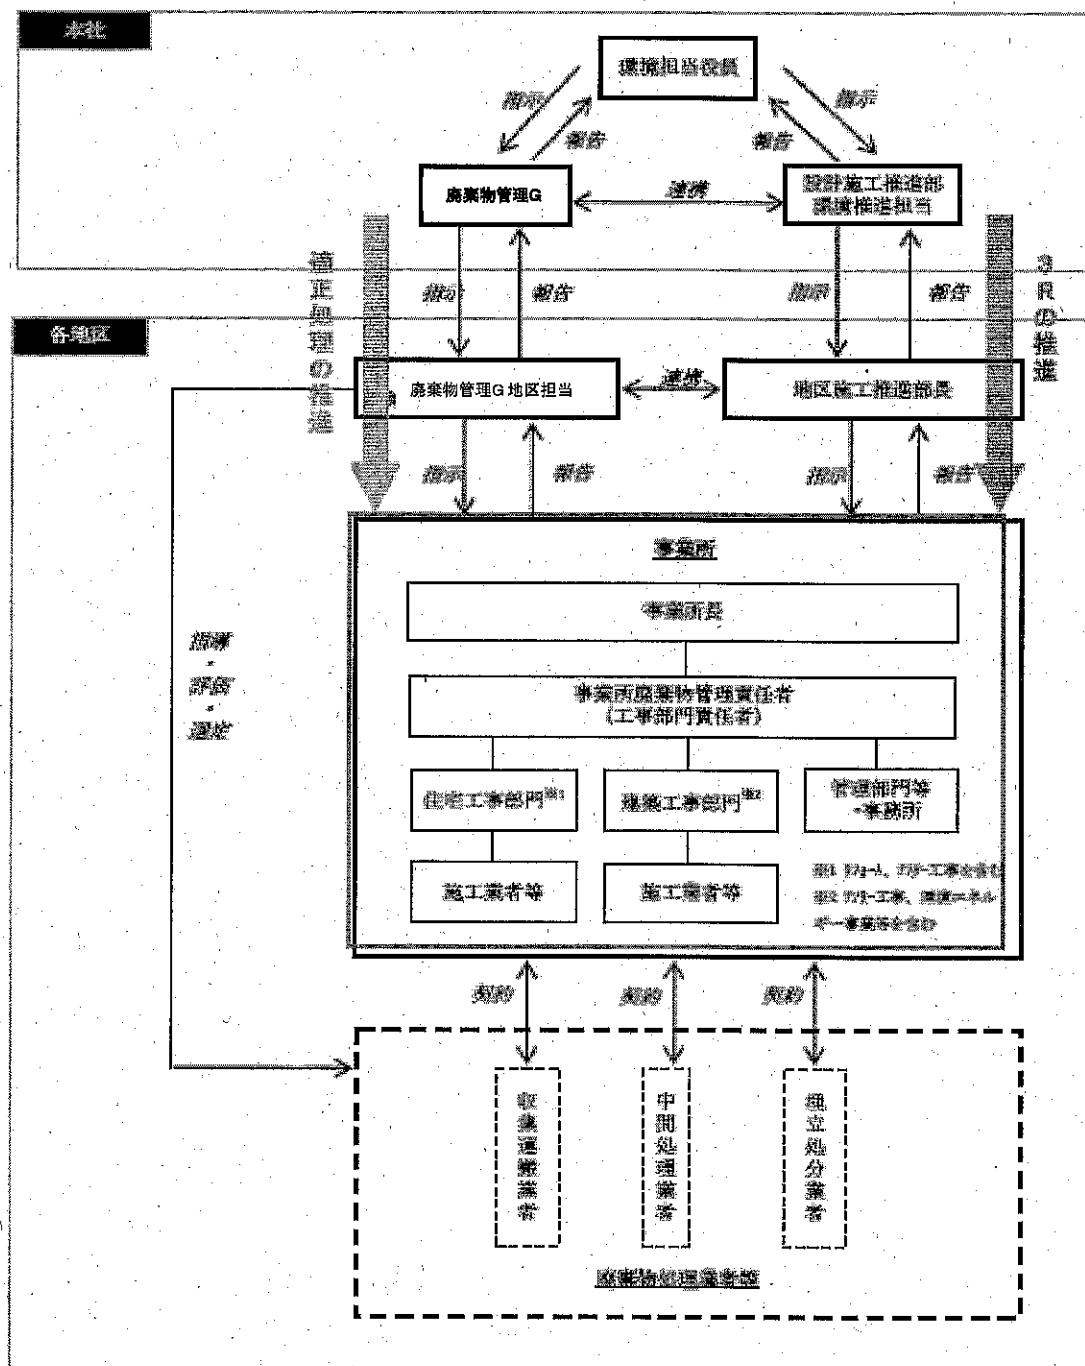 本社
環境担当役員
指示
報告
指示
報告
廃棄物管理G
連携
設計施工推進部
環境推進担当
適正処理の推進
3Rの推進
指示
報告
指示
報告
各地区
廃棄物管理G地区担当
連携
地区施工推進部長
指示
報告
指示
報告
事業所
事業所長
事業所廃棄物管理責任者
(工事部門責任者)
住宅工事部門※1
建築工事部門※2
管理部門等
・事務所
施工業者等
施工業者等
指導
・
評価
・
選定
契約
契約
契約
収集運搬業者
中間処理業者
埋立処分業者
廃棄物処理業者等